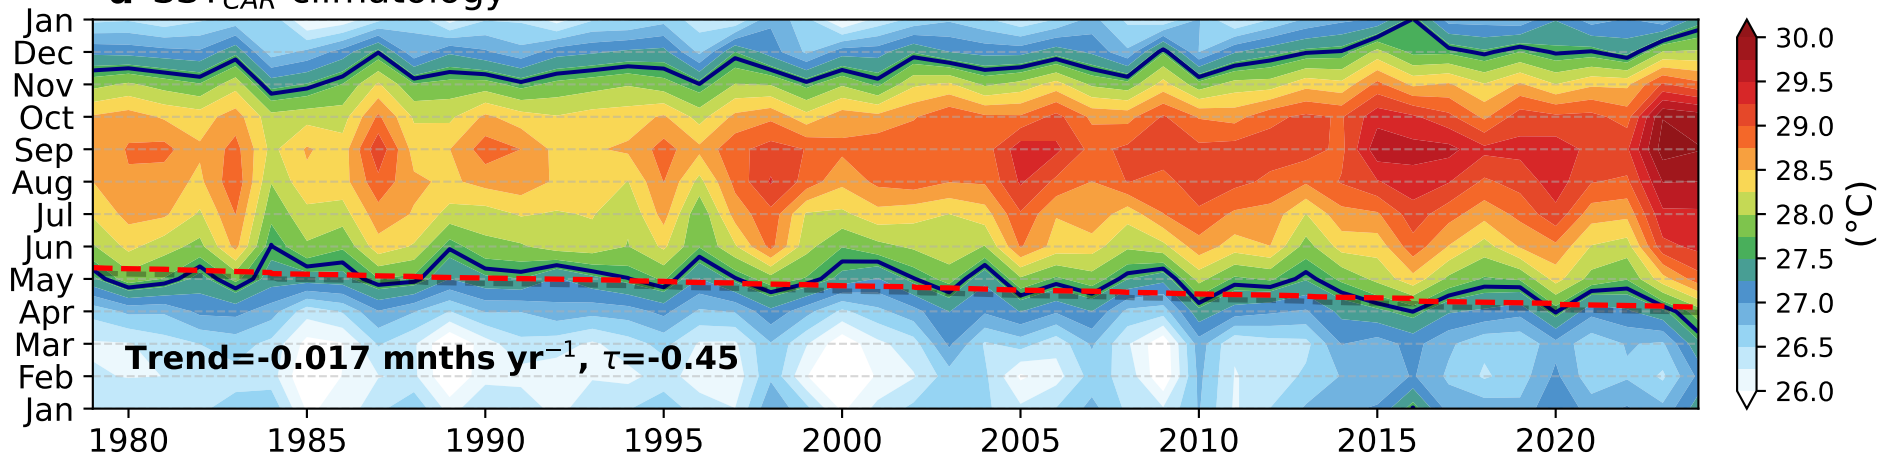 d SST_CAR climatology
Jan
Dec
Nov
Oct
Sep
Aug
Jul
Jun
May
Apr
Mar
Feb
Jan
Trend=-0.017 mnths yr⁻¹, τ=-0.45
1980 1985 1990 1995 2000 2005 2010 2015 2020
30.0
29.5
29.0
28.5
28.0
27.5
27.0
26.5
26.0
(°C)